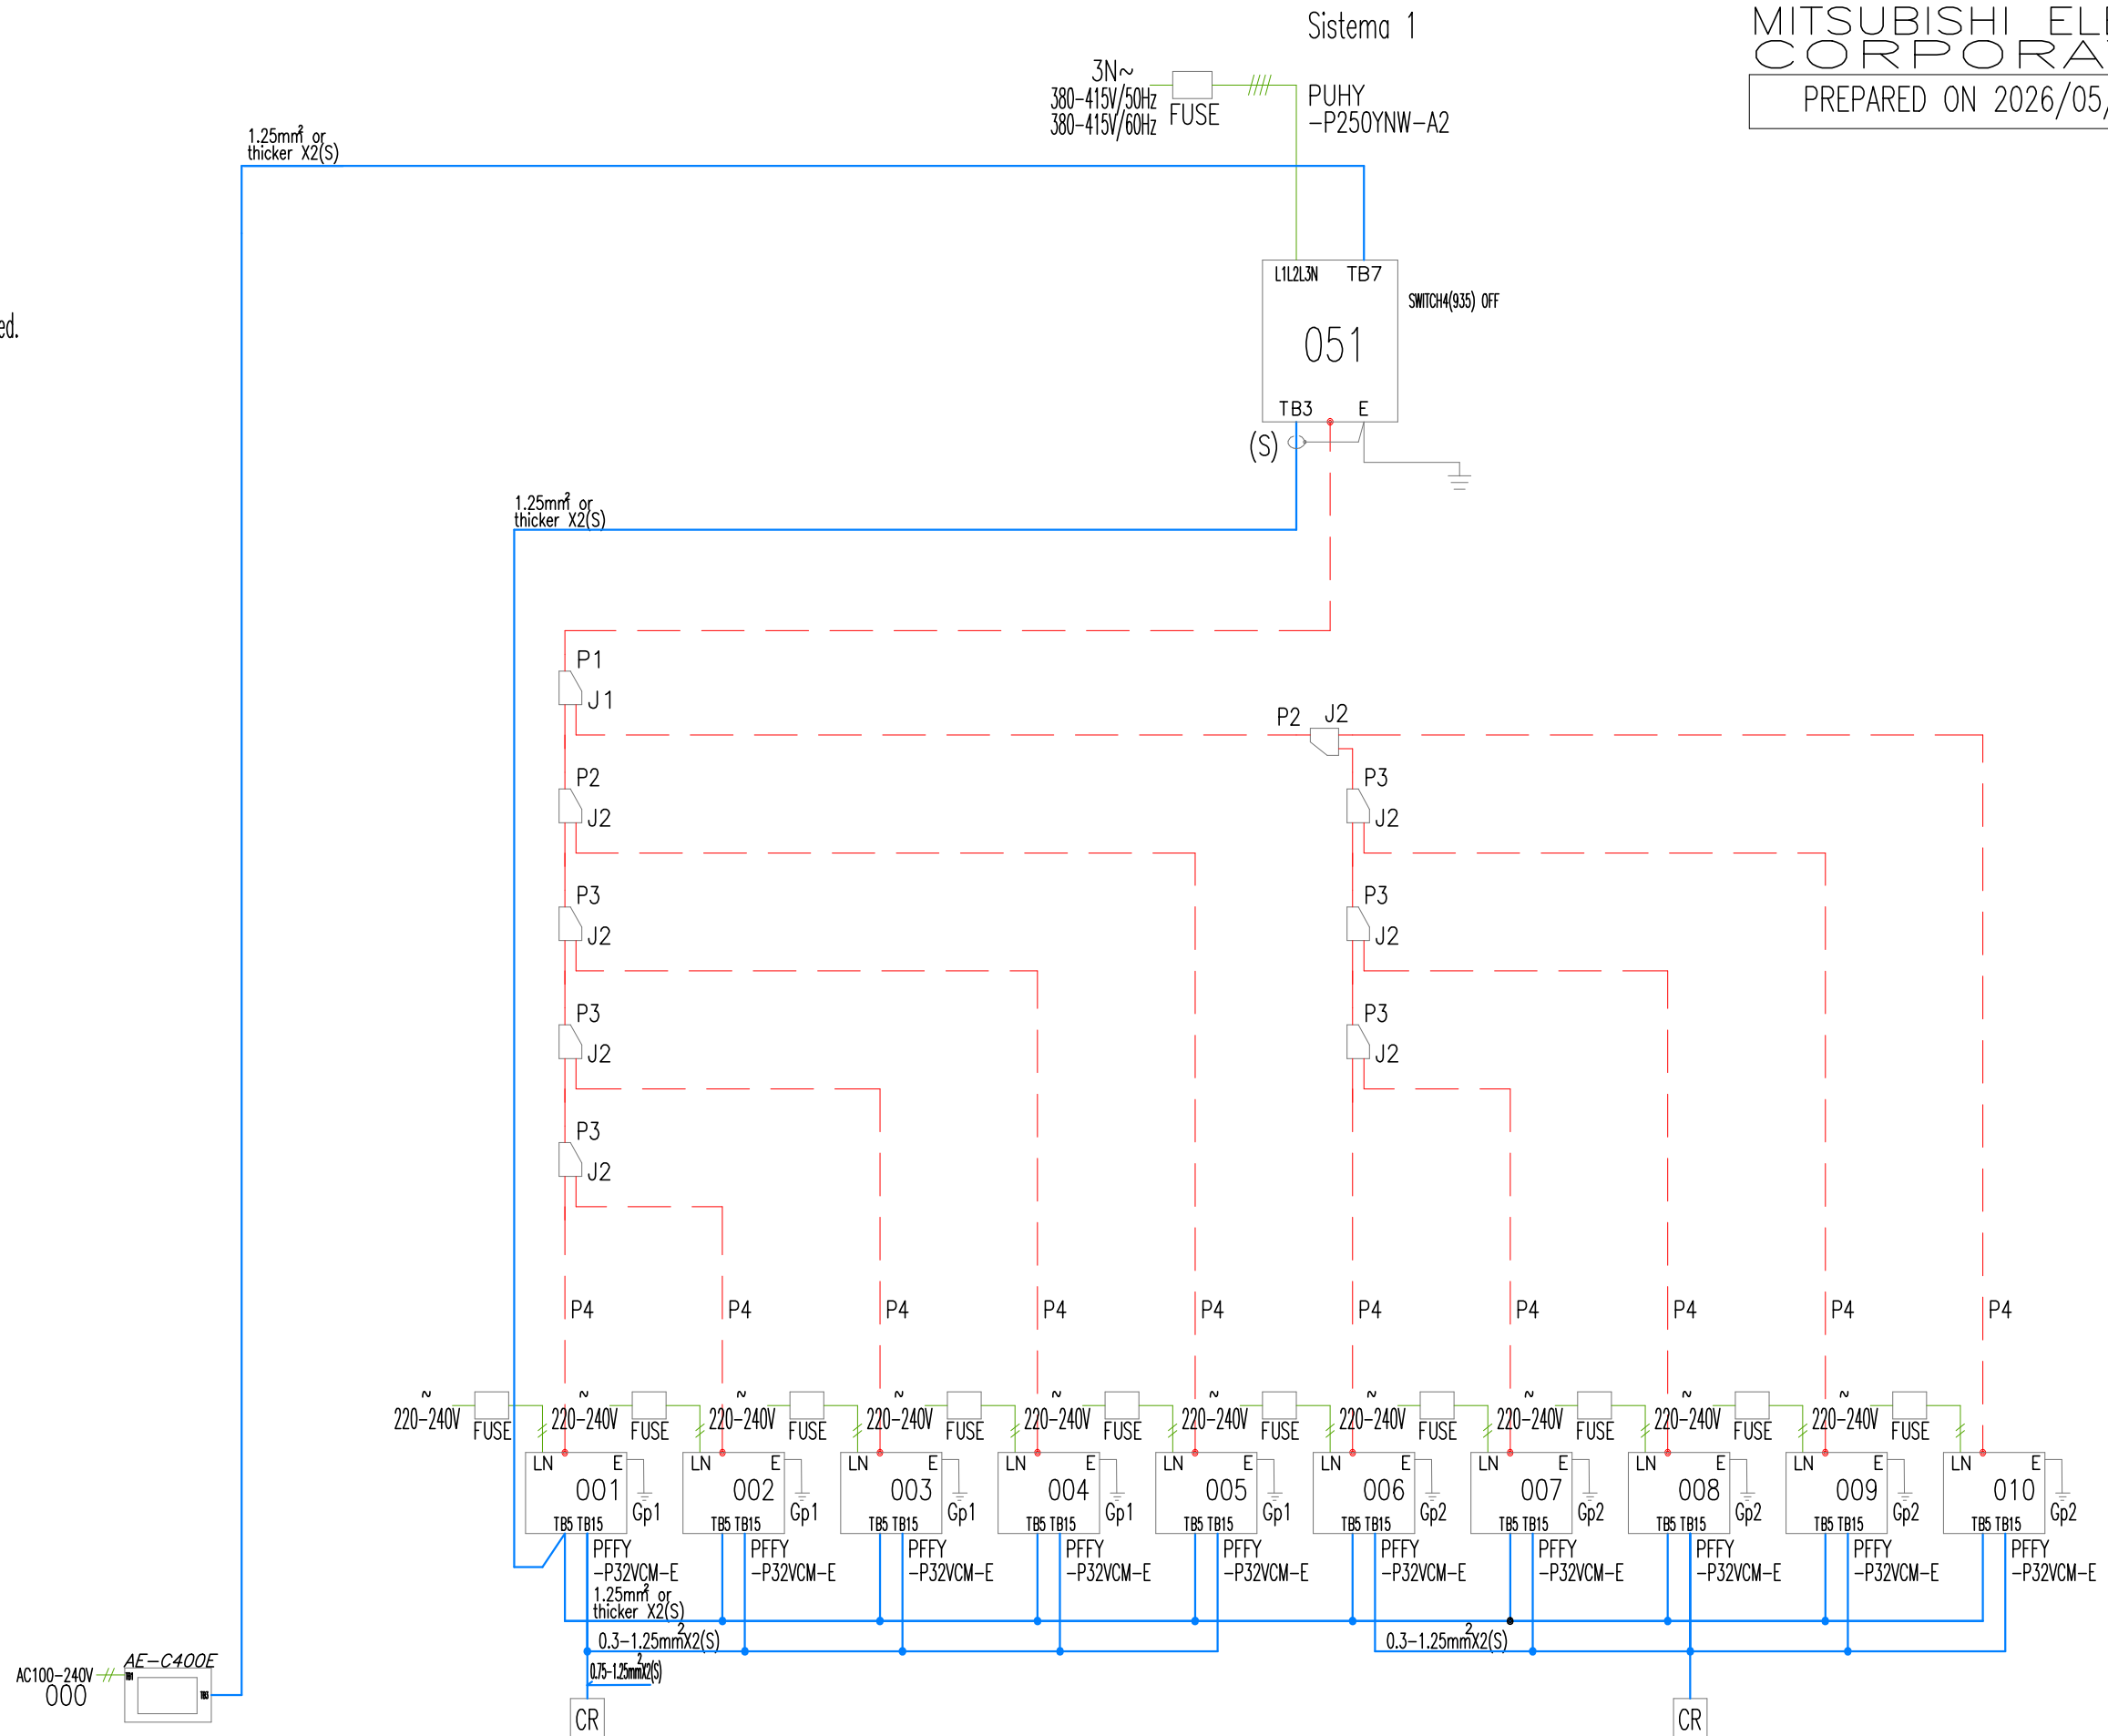 Sistema 1
MITSUBISHI
PREPARED ON 2026/05/
3N~
380-415V/50Hz
380-415V/60Hz
FUSE
PUHY
-P250YNW-A2
1.25mm² or
thicker X2(S)
L1L2L3N TB7
SWITCH4(935) OFF
051
TB3 E
(S)
1.25mm² or
thicker X2(S)
P1
J1
P2 J2
P2
J2
P3
J2
P3
J2
P3
J2
P3
J2
P3
J2
P3
J2
P4 P4 P4 P4 P4 P4 P4 P4 P4 P4
~ ~ ~ ~ ~ ~ ~ ~ ~ ~
220-240V 220-240V 220-240V 220-240V 220-240V 220-240V 220-240V 220-240V 220-240V 220-240V
FUSE FUSE FUSE FUSE FUSE FUSE FUSE FUSE FUSE FUSE
LN E LN E LN E LN E LN E LN E LN E LN E LN E LN E
001 002 003 004 005 006 007 008 009 010
Gp1 Gp1 Gp1 Gp1 Gp1 Gp2 Gp2 Gp2 Gp2 Gp2
TB5 TB15 TB5 TB15 TB5 TB15 TB5 TB15 TB5 TB15 TB5 TB15 TB5 TB15 TB5 TB15 TB5 TB15 TB5 TB15
PFFY PFFY PFFY PFFY PFFY PFFY PFFY PFFY PFFY PFFY
-P32VCM-E -P32VCM-E -P32VCM-E -P32VCM-E -P32VCM-E -P32VCM-E -P32VCM-E -P32VCM-E -P32VCM-E -P32VCM-E
1.25mm² or
thicker X2(S)
0.3-1.25mm²X2(S) 0.3-1.25mm²X2(S)
0.75-1.25mm²X2(S)
AE-C400E
AC100-240V
000
TB1
TB3
CR CR